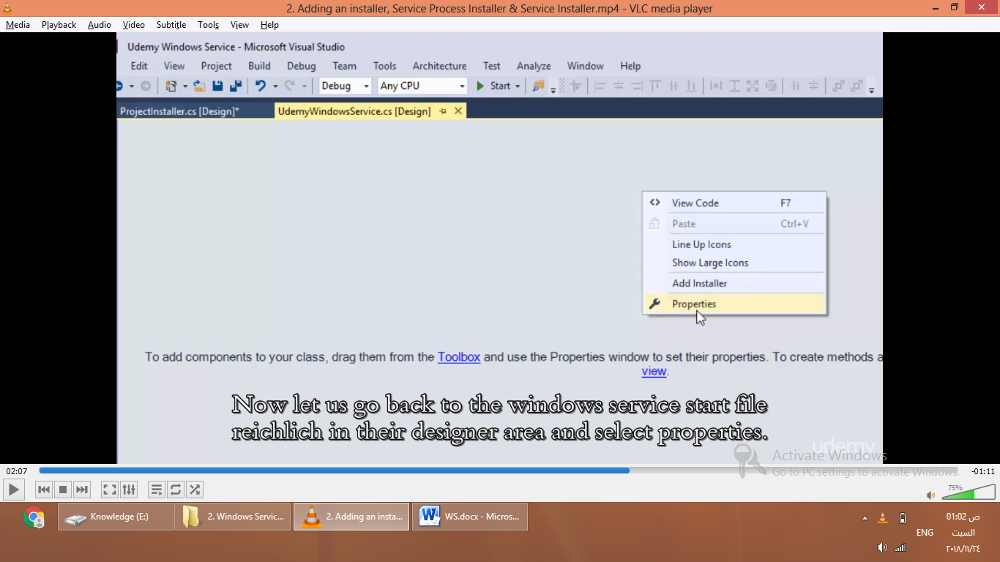 2. Adding an installer, Service Process Installer & Service Installer.mp4 - VLC media player
Media Playback Audio Video Subtitle Tools View Help
Udemy Windows Service - Microsoft Visual Studio
Edit View Project Build Debug Team Tools Architecture Test Analyze Window Help
Debug Any CPU Start
ProjectInstaller.cs [Design]* UdemyWindowsService.cs [Design]
View Code F7
Paste Ctrl+V
Line Up Icons
Show Large Icons
Add Installer
Properties
To add components to your class, drag them from the Toolbox and use the Properties window to set their properties. To create methods a
view.
Now let us go back to the windows service start file
reichlich in their designer area and select properties.
udemy
Activate Windows
Go to PC settings to activate Windows.
02:07 -01:11
75%
Knowledge (E:) 2. Windows Servic... 2. Adding an insta... WS.docx - Micros...
01:02 ص
ENG السبت
٢٠١٨/١١/٢٤